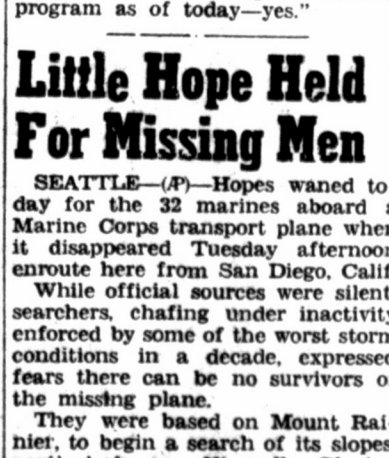 program as of today—yes."
Little Hope Held
For Missing Men
SEATTLE—(AP)—Hopes waned to-
day for the 32 marines aboard a
Marine Corps transport plane when
it disappeared Tuesday afternoon
enroute here from San Diego, Calif.
While official sources were silent,
searchers, chafing under inactivity
enforced by some of the worst storm
conditions in a decade, expressed
fears there can be no survivors of
the missing plane.
They were based on Mount Rai-
nier, to begin a search of its slopes